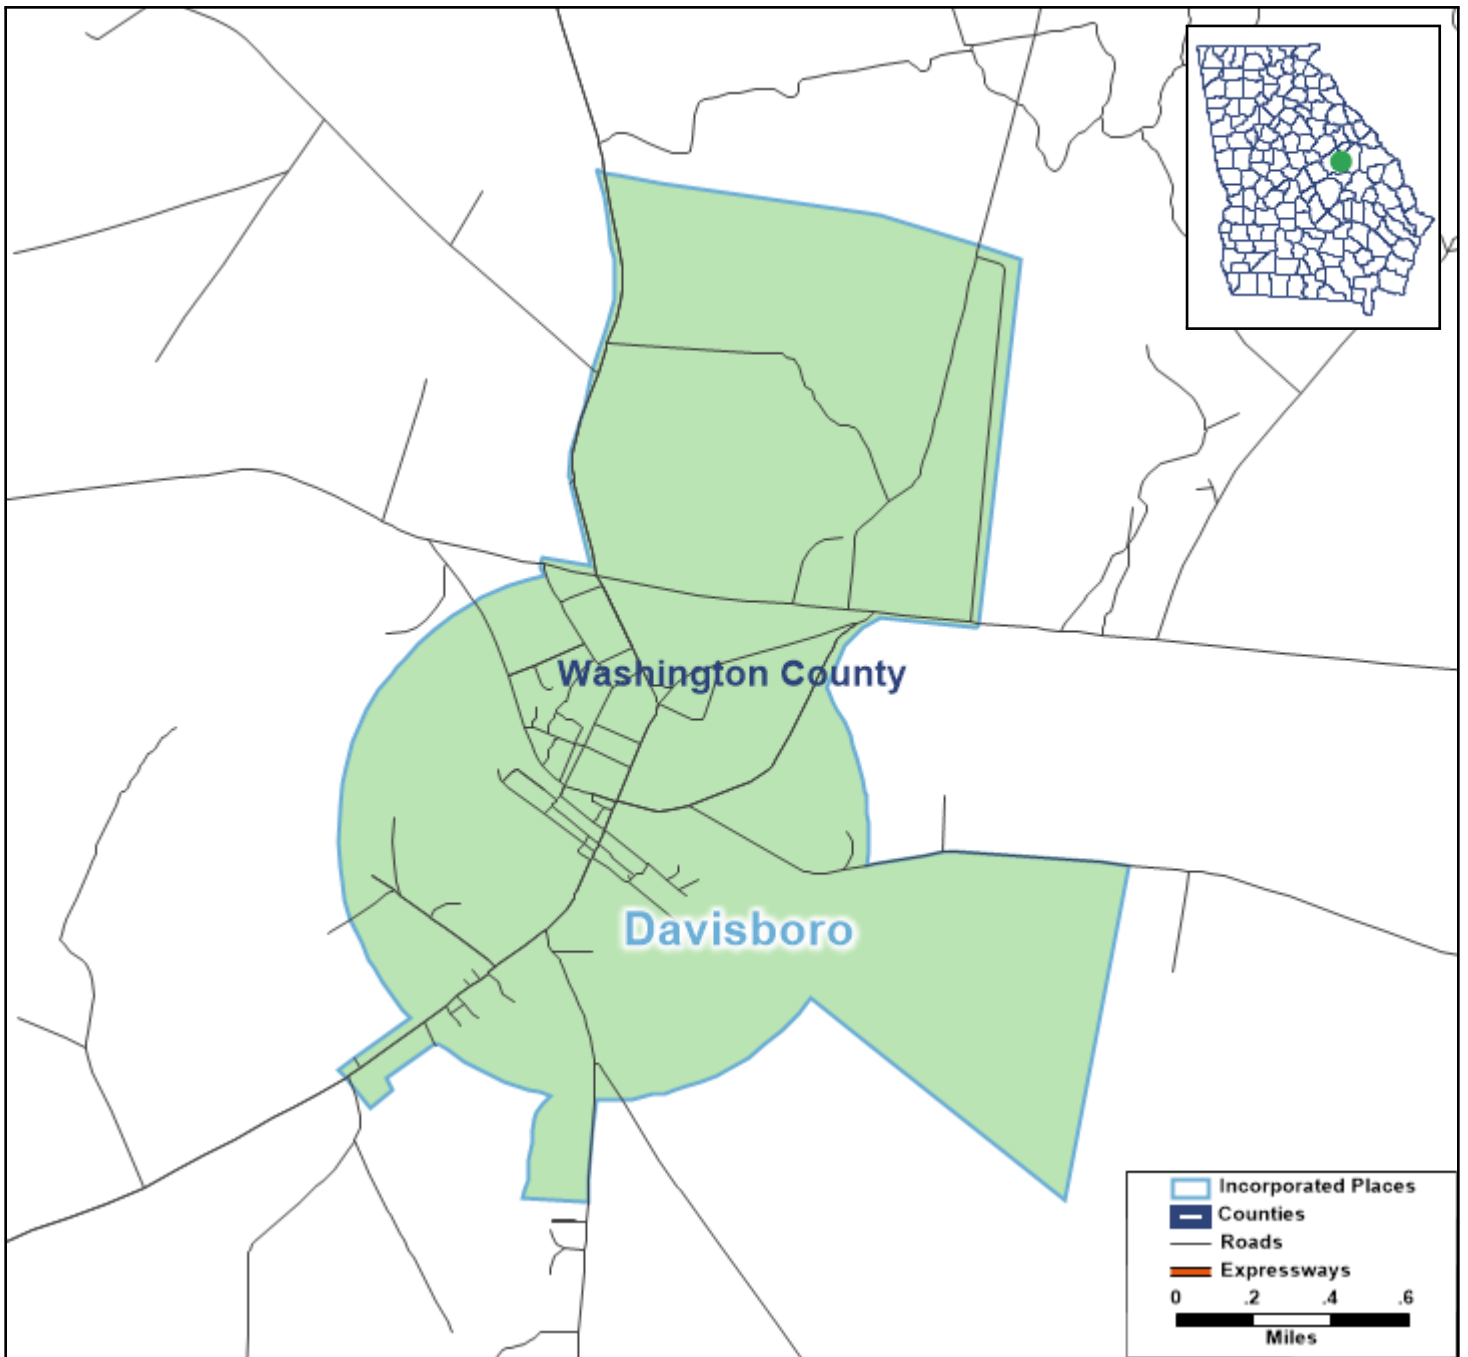 Washington County
Davisboro
Incorporated Places
Counties
Roads
Expressways
0 .2 .4 .6
Miles